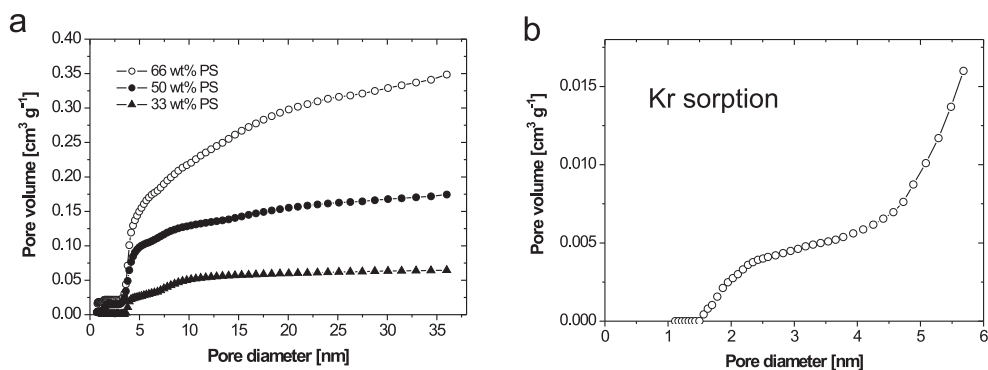 a
0.40
0.35
0.30
0.25
0.20
0.15
0.10
0.05
0.00
66 wt% PS
50 wt% PS
33 wt% PS
0 5 10 15 20 25 30 35
Pore diameter [nm]
Pore volume [cm³ g⁻¹]
b
0.015
0.010
0.005
0.000
Kr sorption
0 1 2 3 4 5 6
Pore diameter [nm]
Pore volume [cm³ g⁻¹]